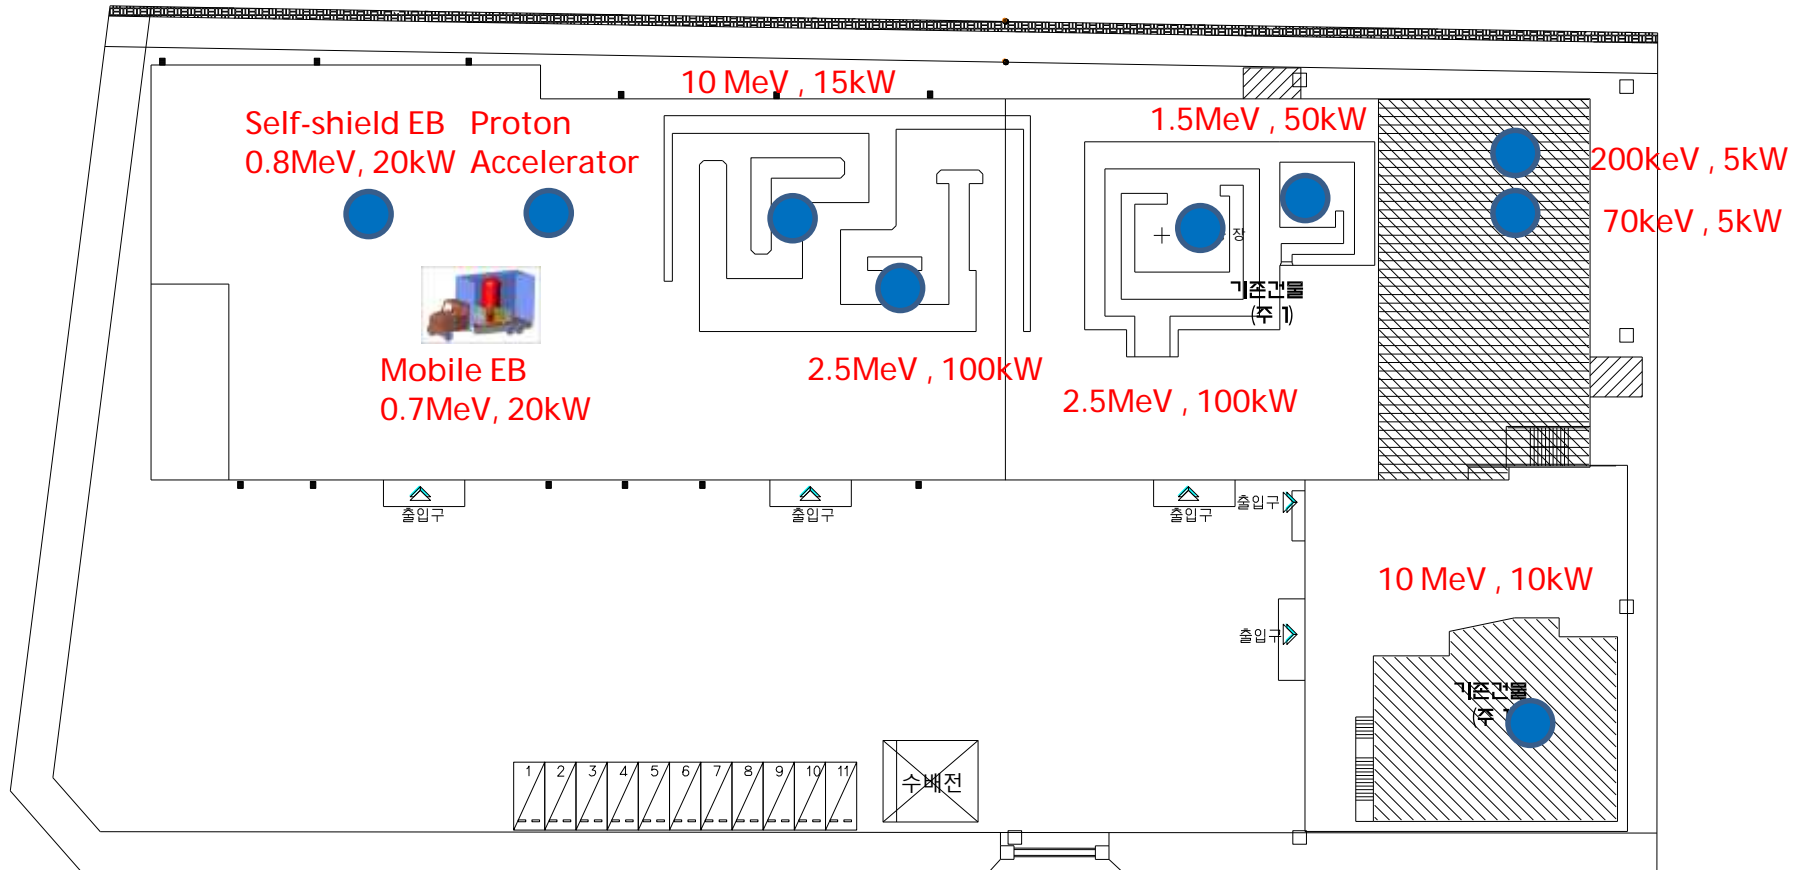 10 MeV , 15kW
Self-shield EB
0.8MeV, 20kW
Proton
Accelerator
1.5MeV , 50kW
200keV , 5kW
70keV , 5kW
장
기존건물
(주 1)
Mobile EB
0.7MeV, 20kW
2.5MeV , 100kW
2.5MeV , 100kW
출입구
출입구
출입구
출입구
10 MeV , 10kW
출입구
기존건물
(주
1 2 3 4 5 6 7 8 9 10 11
수배전